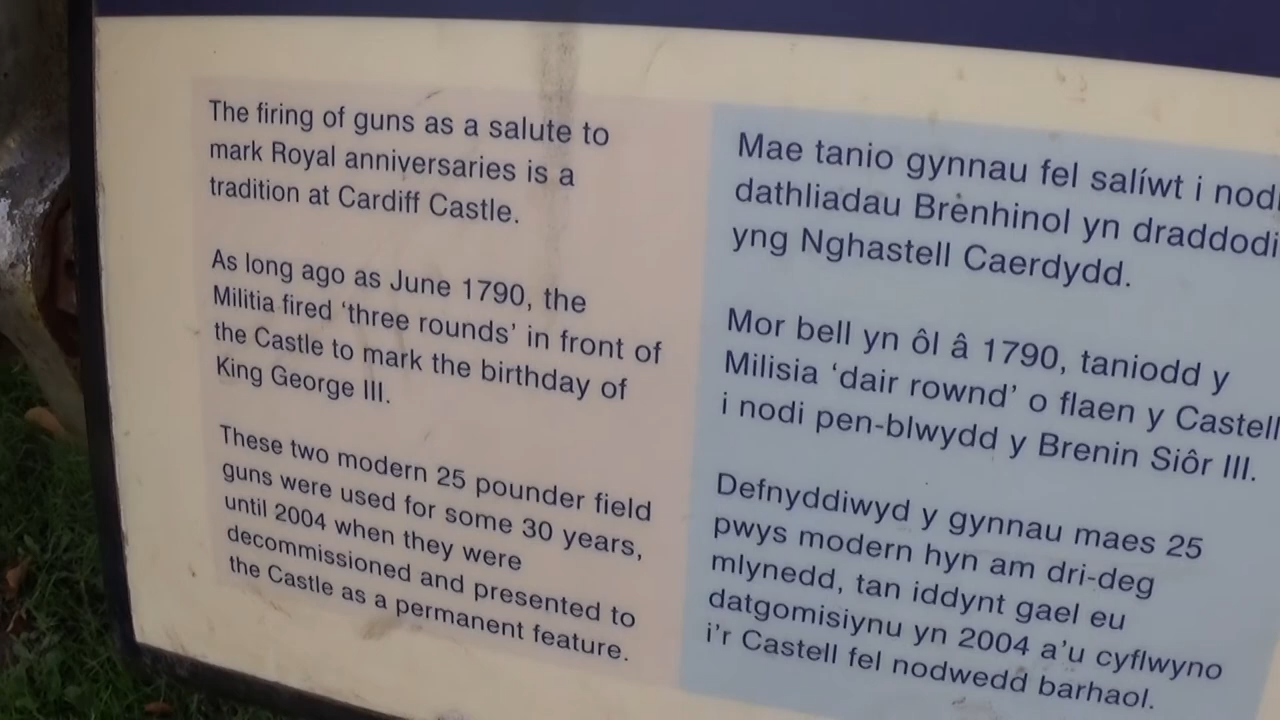 The firing of guns as a salute to
mark Royal anniversaries is a
tradition at Cardiff Castle.
As long ago as June 1790, the
Militia fired ‘three rounds’ in front of
the Castle to mark the birthday of
King George III.
These two modern 25 pounder field
guns were used for some 30 years,
until 2004 when they were
decommissioned and presented to
the Castle as a permanent feature.
Mae tanio gynnau fel salíwt i nodi
dathliadau Brenhinol yn draddodi
yng Nghastell Caerdydd.
Mor bell yn ôl â 1790, taniodd y
Milisia ‘dair rownd’ o flaen y Castell
i nodi pen-blwydd y Brenin Siôr III.
Defnyddiwyd y gynnau maes 25
pwys modern hyn am dri-deg
mlynedd, tan iddynt gael eu
datgomisiynu yn 2004 a’u cyflwyno
i’r Castell fel nodwedd barhaol.